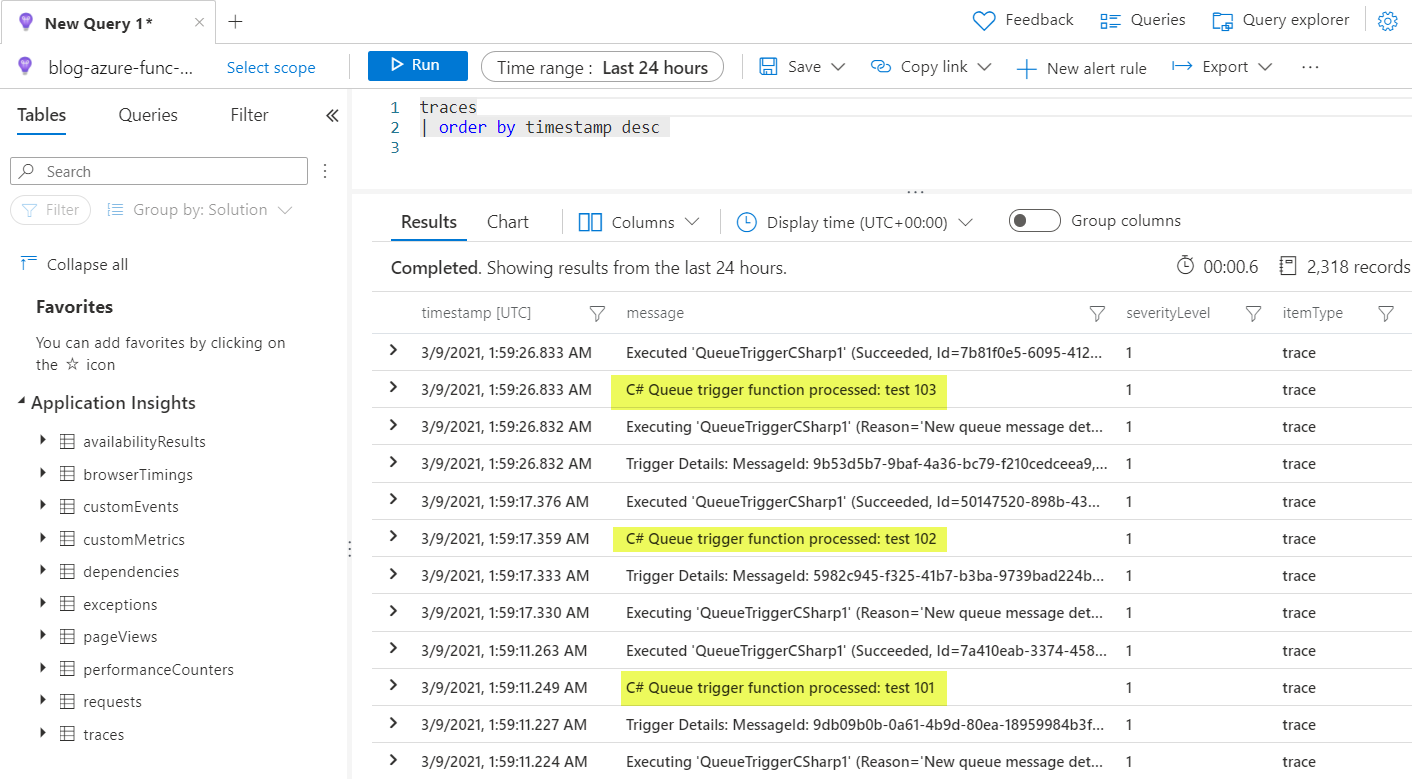 New Query 1*
Feedback Queries Query explorer
blog-azure-func-... Select scope Run Time range : Last 24 hours Save Copy link New alert rule Export ...
Tables Queries Filter
Search
Filter Group by: Solution
Collapse all
Favorites
You can add favorites by clicking on
the ☆ icon
Application Insights
availabilityResults
browserTimings
customEvents
customMetrics
dependencies
exceptions
pageViews
performanceCounters
requests
traces
1 traces
2 | order by timestamp desc
3
Results Chart Columns Display time (UTC+00:00) Group columns
Completed. Showing results from the last 24 hours. 00:00.6 2,318 records
timestamp [UTC] message severityLevel itemType
3/9/2021, 1:59:26.833 AM Executed 'QueueTriggerCSharp1' (Succeeded, Id=7b81f0e5-6095-412... 1 trace
3/9/2021, 1:59:26.833 AM C# Queue trigger function processed: test 103 1 trace
3/9/2021, 1:59:26.832 AM Executing 'QueueTriggerCSharp1' (Reason='New queue message det... 1 trace
3/9/2021, 1:59:26.832 AM Trigger Details: MessageId: 9b53d5b7-9baf-4a36-bc79-f210cedceea9,... 1 trace
3/9/2021, 1:59:17.376 AM Executed 'QueueTriggerCSharp1' (Succeeded, Id=50147520-898b-43... 1 trace
3/9/2021, 1:59:17.359 AM C# Queue trigger function processed: test 102 1 trace
3/9/2021, 1:59:17.333 AM Trigger Details: MessageId: 5982c945-f325-41b7-b3ba-9739bad224b... 1 trace
3/9/2021, 1:59:17.330 AM Executing 'QueueTriggerCSharp1' (Reason='New queue message det... 1 trace
3/9/2021, 1:59:11.263 AM Executed 'QueueTriggerCSharp1' (Succeeded, Id=7a410eab-3374-458... 1 trace
3/9/2021, 1:59:11.249 AM C# Queue trigger function processed: test 101 1 trace
3/9/2021, 1:59:11.227 AM Trigger Details: MessageId: 9db09b0b-0a61-4b9d-80ea-18959984b3f... 1 trace
3/9/2021, 1:59:11.224 AM Executing 'QueueTriggerCSharp1' (Reason='New queue message det... 1 trace